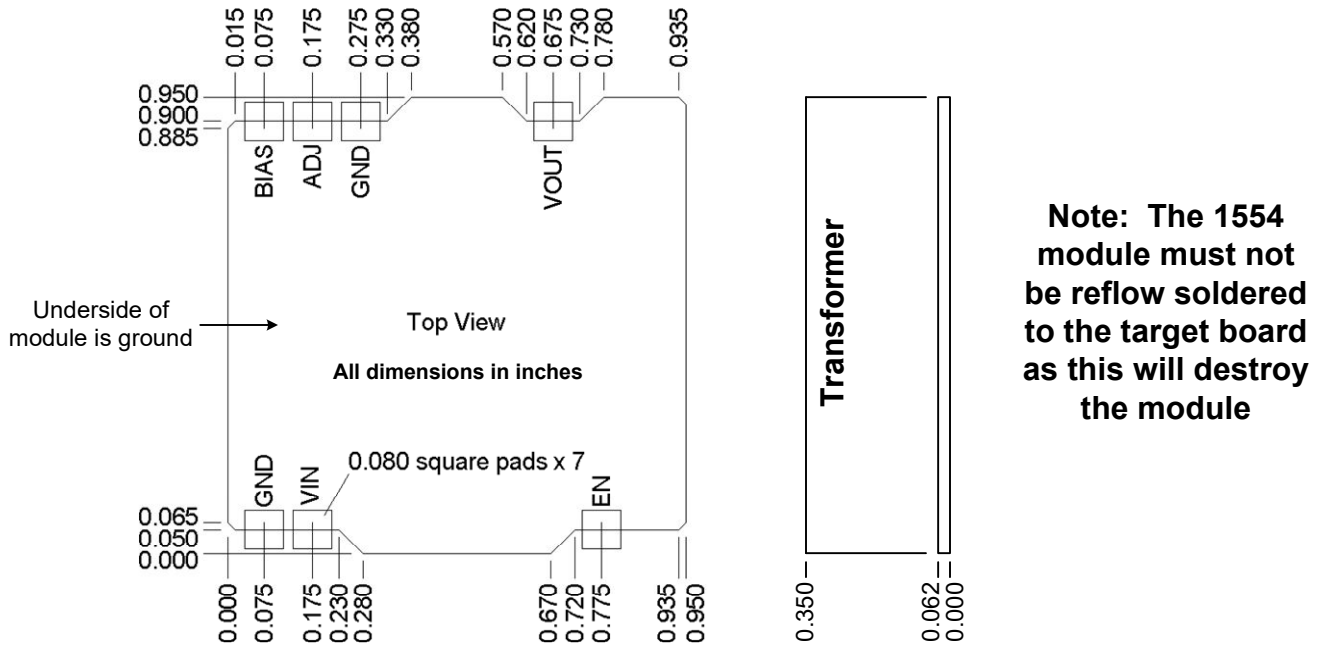 0.015
0.075
0.175
0.275
0.330
0.380
0.570
0.620
0.675
0.730
0.780
0.935
0.950
0.900
0.885
BIAS
ADJ
GND
VOUT
Underside of
module is ground
Top View
All dimensions in inches
0.080 square pads x 7
GND
VIN
EN
0.065
0.050
0.000
0.000
0.075
0.175
0.230
0.280
0.670
0.720
0.775
0.935
0.950
Transformer
0.350
0.062
0.000
Note: The 1554
module must not
be reflow soldered
to the target board
as this will destroy
the module